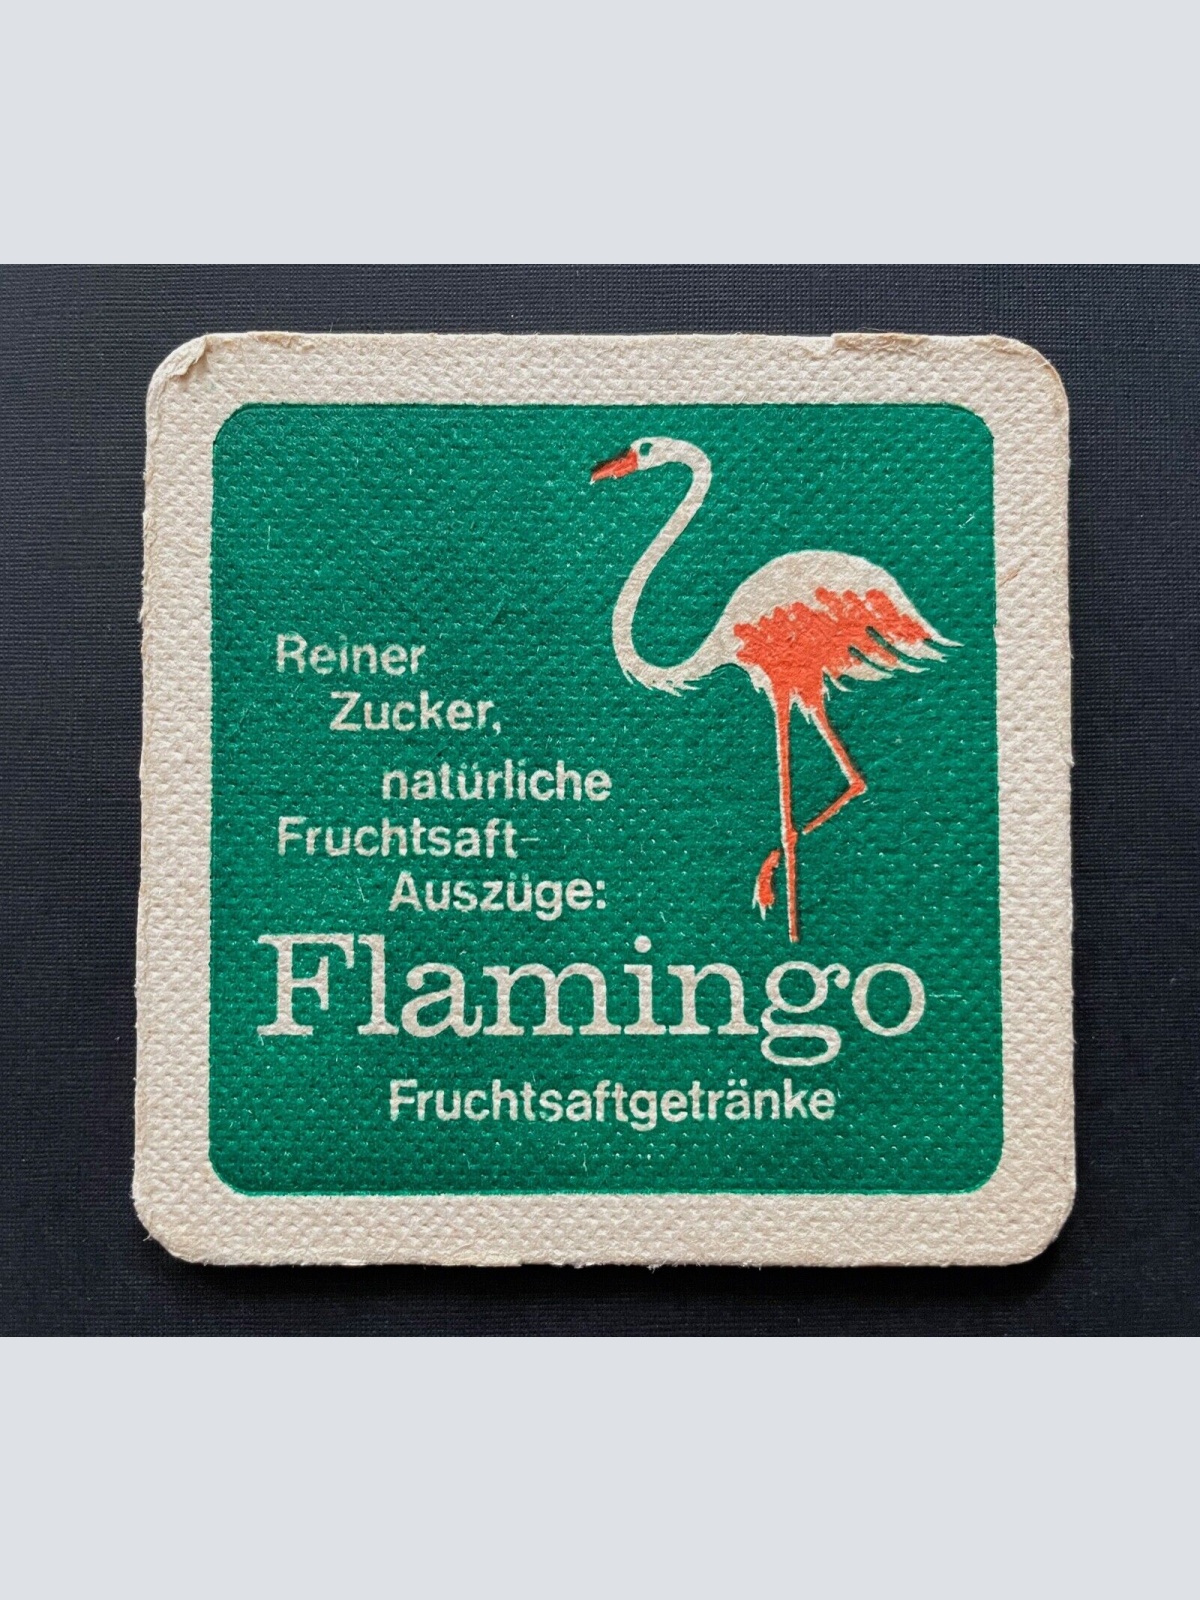 Reiner
Zucker,
natürliche
Fruchtsaft-
Auszüge:
Flamingo
Fruchtsaftgetränke